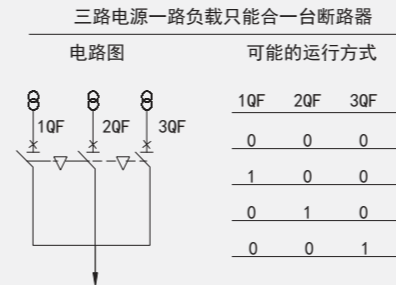 三路电源一路负载只能合一台断路器
电路图
可能的运行方式
1QF 2QF 3QF
1QF 2QF 3QF
0 0 0
1 0 0
0 1 0
0 0 1